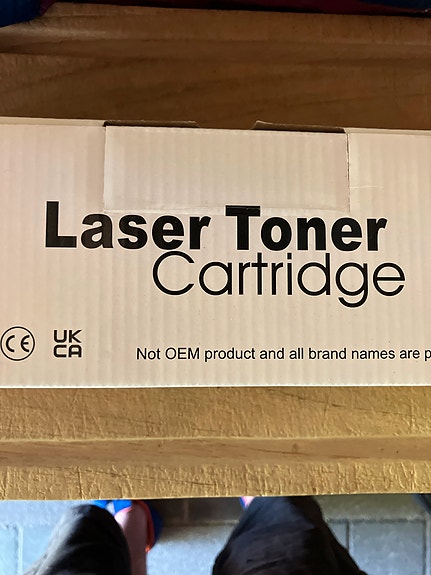 Laser Toner
Cartridge
CE
UK
CA
Not OEM product and all brand names are p